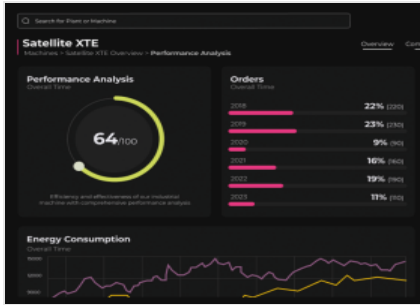 Search for Plant or Machine
Satellite XTE
Machines > Satellite XTE Overview > Performance Analysis
Overview
Performance Analysis
Overall Time
64/100
Efficiency and effectiveness of our industrial
machine with comprehensive performance analysis
Orders
Overall Time
2018 22% (220)
2019 23% (230)
2020 9% (90)
2021 16% (160)
2022 19% (190)
2023 11% (110)
Energy Consumption
Overall Time